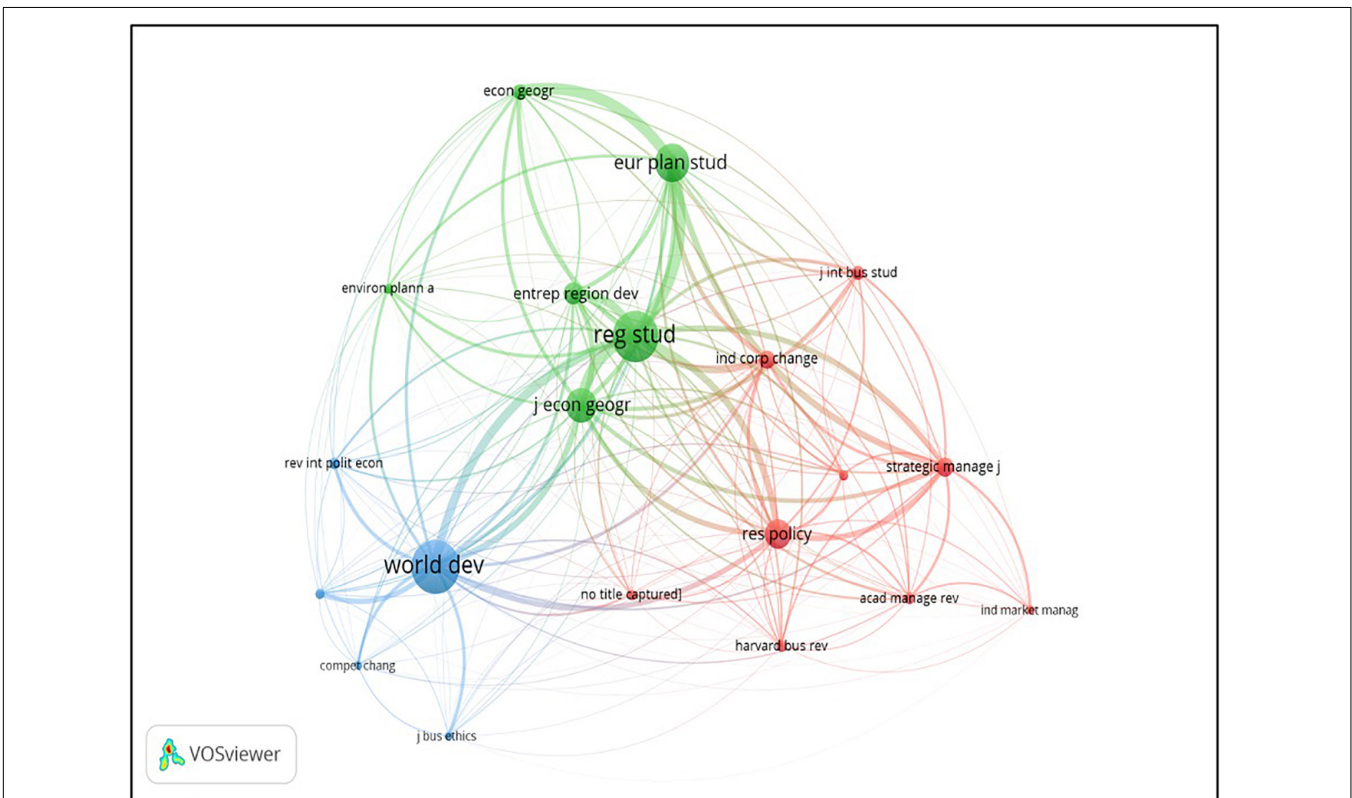 econ geogr
eur plan stud
j int bus stud
environ plann a
entrep region dev
reg stud
ind corp change
j econ geogr
rev int polit econ
strategic manage j
res policy
world dev
no title captured]
acad manage rev
ind market manag
harvard bus rev
compet chang
j bus ethics
VOSviewer